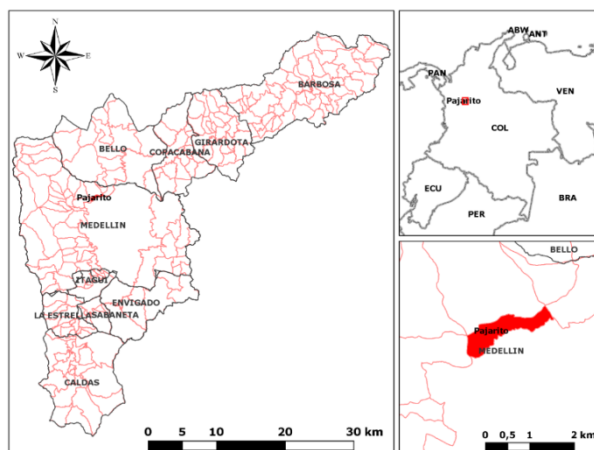 N
W E
S
BARBOSA
GIRARDOTA
BELLO COPACABANA
Pajarito
MEDELLIN
ITAGUI
ENVIGADO
LA ESTRELLA SABANETA
CALDAS
0 5 10 20 30 km
ABW ANT
PAN
VEN
Pajarito
COL
ECU
PER BRA
BELLO
Pajarito
MEDELLIN
0 0,5 1 2 km